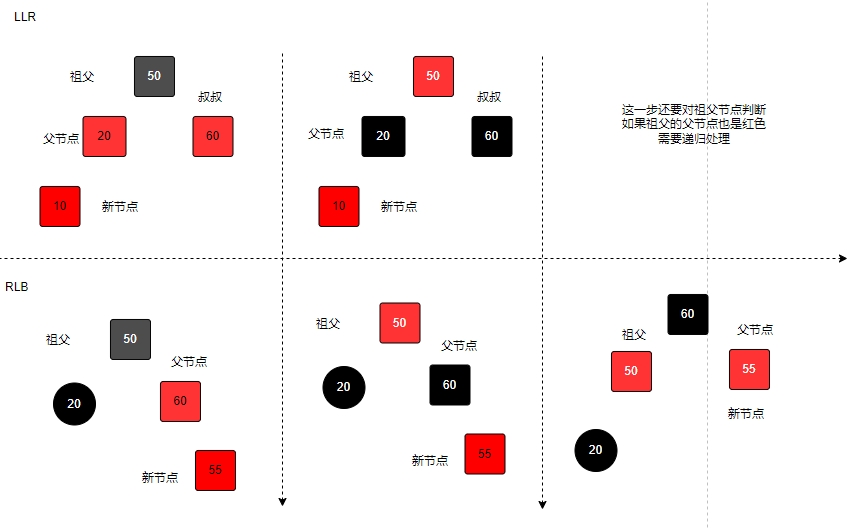 LLR
祖父
50
叔叔
父节点
20
60
10
新节点
祖父
50
叔叔
父节点
20
60
10
新节点
这一步还要对祖父节点判断
如果祖父的父节点也是红色
需要递归处理
RLB
祖父
50
父节点
20
60
新节点
55
祖父
50
父节点
20
60
新节点
55
60
祖父
父节点
50
55
新节点
20